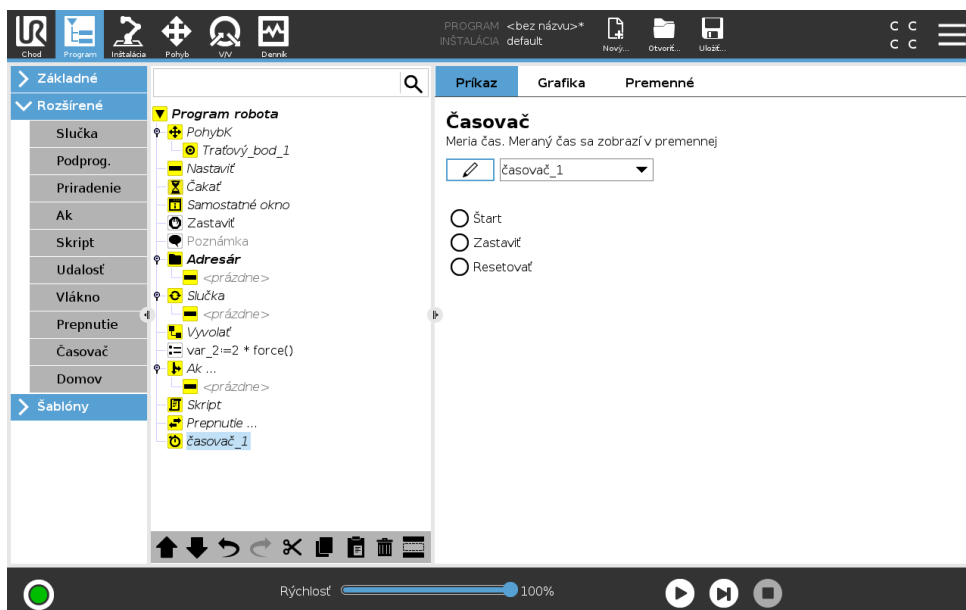 PROGRAM <bez názvu>*
INŠTALÁCIA default
C C
C C
Chod Program Inštalácia Pohyb V/V Denník Nový... Otvoriť... Uložiť...
Základné
Rozšírené
Slučka
Podprog.
Priradenie
Ak
Skript
Udalosť
Vlákno
Prepnutie
Časovač
Domov
Šablóny
Program robota
PohybK
Traťový_bod_1
Nastaviť
Čakať
Samostatné okno
Zastaviť
Poznámka
Adresár
<prázdne>
Slučka
<prázdne>
Vyvolať
var_2:=2 * force()
Ak ...
<prázdne>
Skript
Prepnutie ...
časovač_1
Príkaz Grafika Premenné
Časovač
Meria čas. Meraný čas sa zobrazí v premennej
časovač_1
Štart
Zastaviť
Resetovať
Rýchlosť 100%